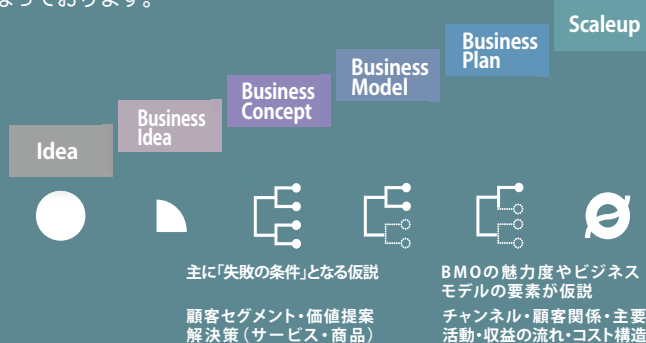 まっております。
Scaleup
Business
Plan
Business
Model
Business
Concept
Business
Idea
Idea
主に「失敗の条件」となる仮説
顧客セグメント・価値提案
解決策(サービス・商品)
BMOの魅力度やビジネス
モデルの要素が仮説
チャンネル・顧客関係・主要
活動・収益の流れ・コスト構造